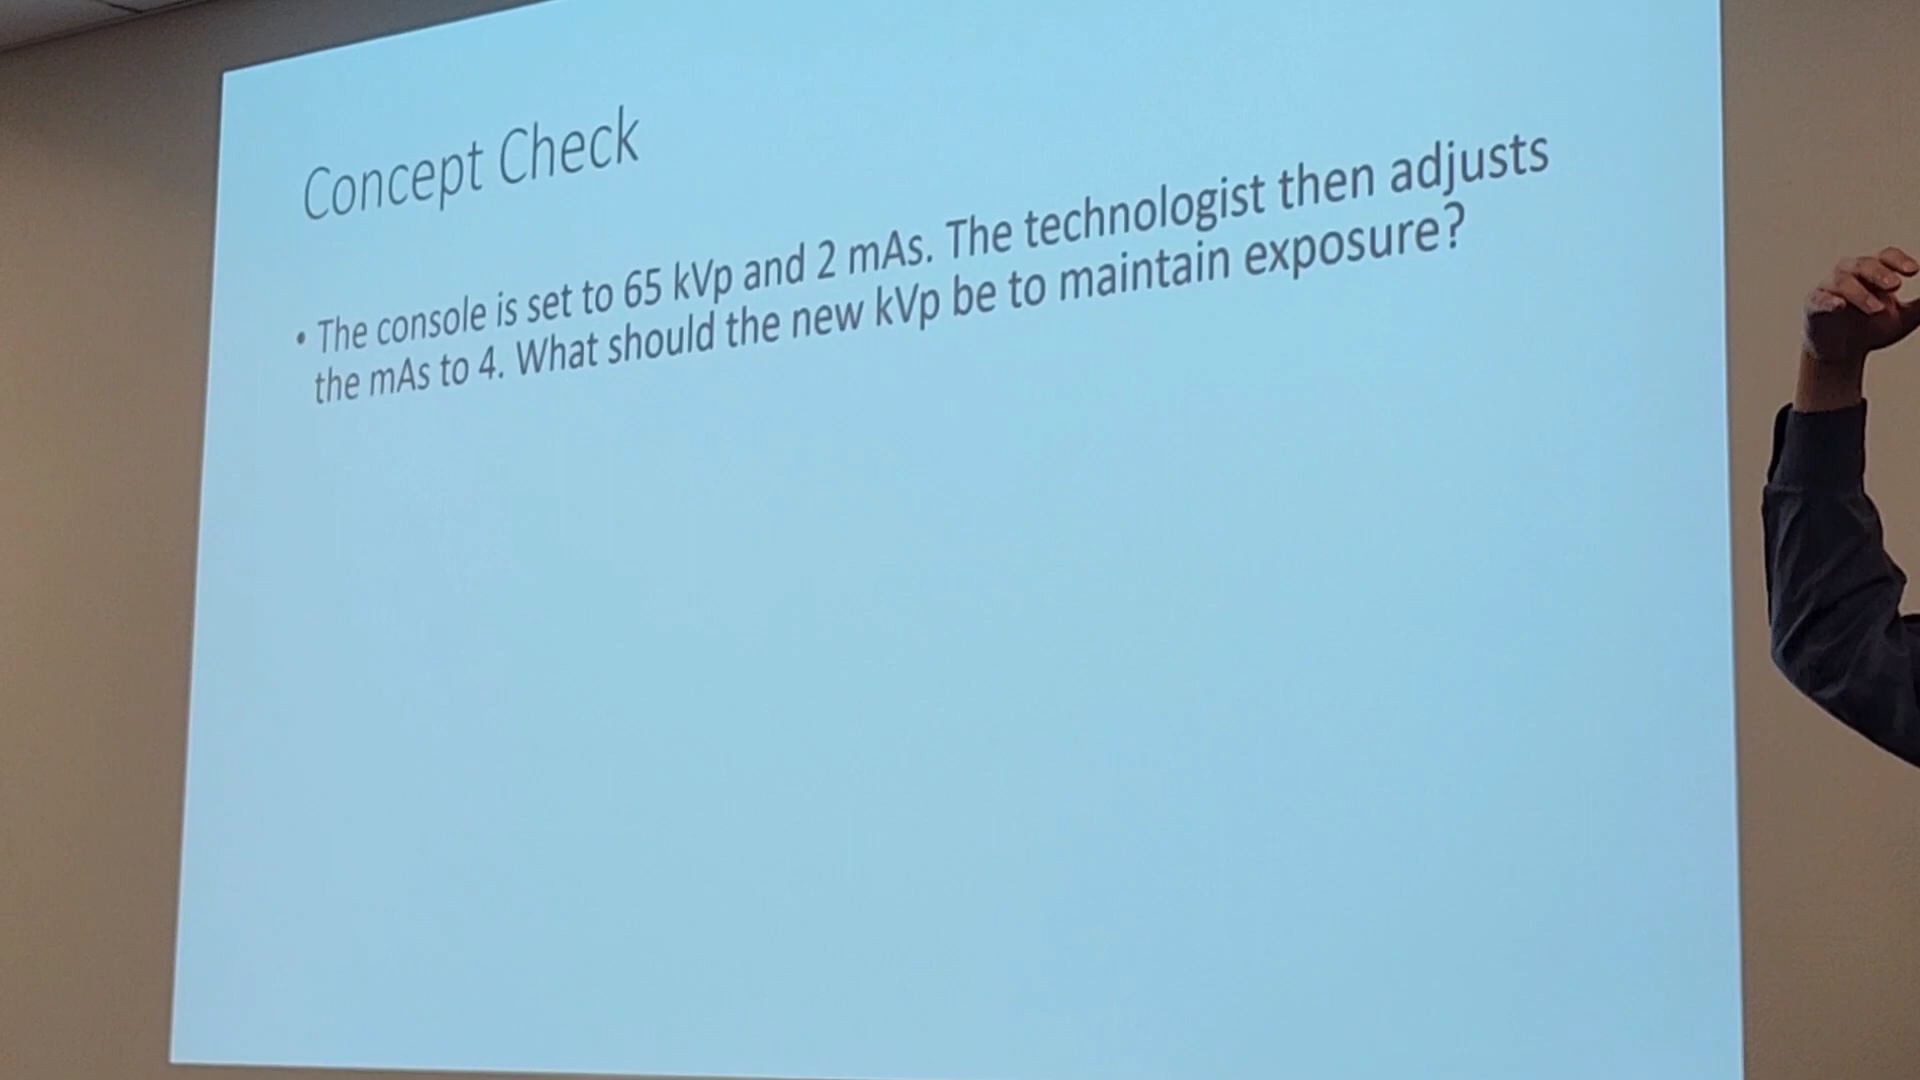 Concept Check
• The console is set to 65 kVp and 2 mAs. The technologist then adjusts
the mAs to 4. What should the new kVp be to maintain exposure?